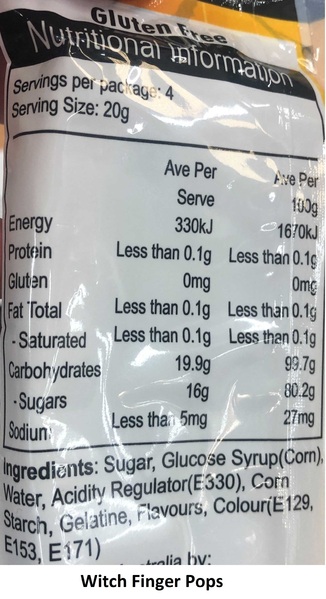 Gluten Free
Nutritional Information
Servings per package: 4
Serving Size: 20g
Ave Per Serve Ave Per 100g
Energy 330kJ 1670kJ
Protein Less than 0.1g Less than 0.1g
Gluten 0mg 0mg
Fat Total Less than 0.1g Less than 0.1g
- Saturated Less than 0.1g Less than 0.1g
Carbohydrates 19.9g 99.7g
- Sugars 16g 80.2g
Sodium Less than 5mg 27mg
Ingredients: Sugar, Glucose Syrup(Corn),
Water, Acidity Regulator(E330), Corn
Starch, Gelatine, Flavours, Colour(E129,
E153, E171)
by:
Witch Finger Pops